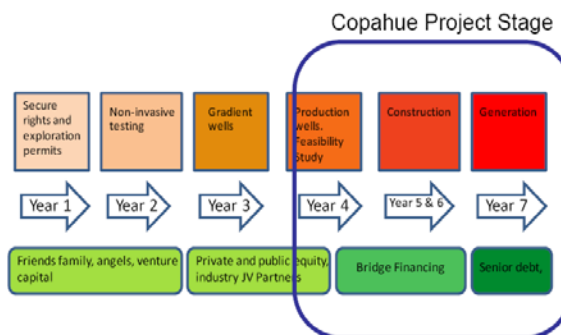 Copahue Project Stage
Secure
rights and
exploration
permits
Non-invasive
testing
Gradient
wells
Production
wells.
Feasibility
Study
Construction
Generation
Year 1
Year 2
Year 3
Year 4
Year 5 & 6
Year 7
Friends family, angels, venture
capital
Private and public equity,
industry JV Partners
Bridge Financing
Senior debt,